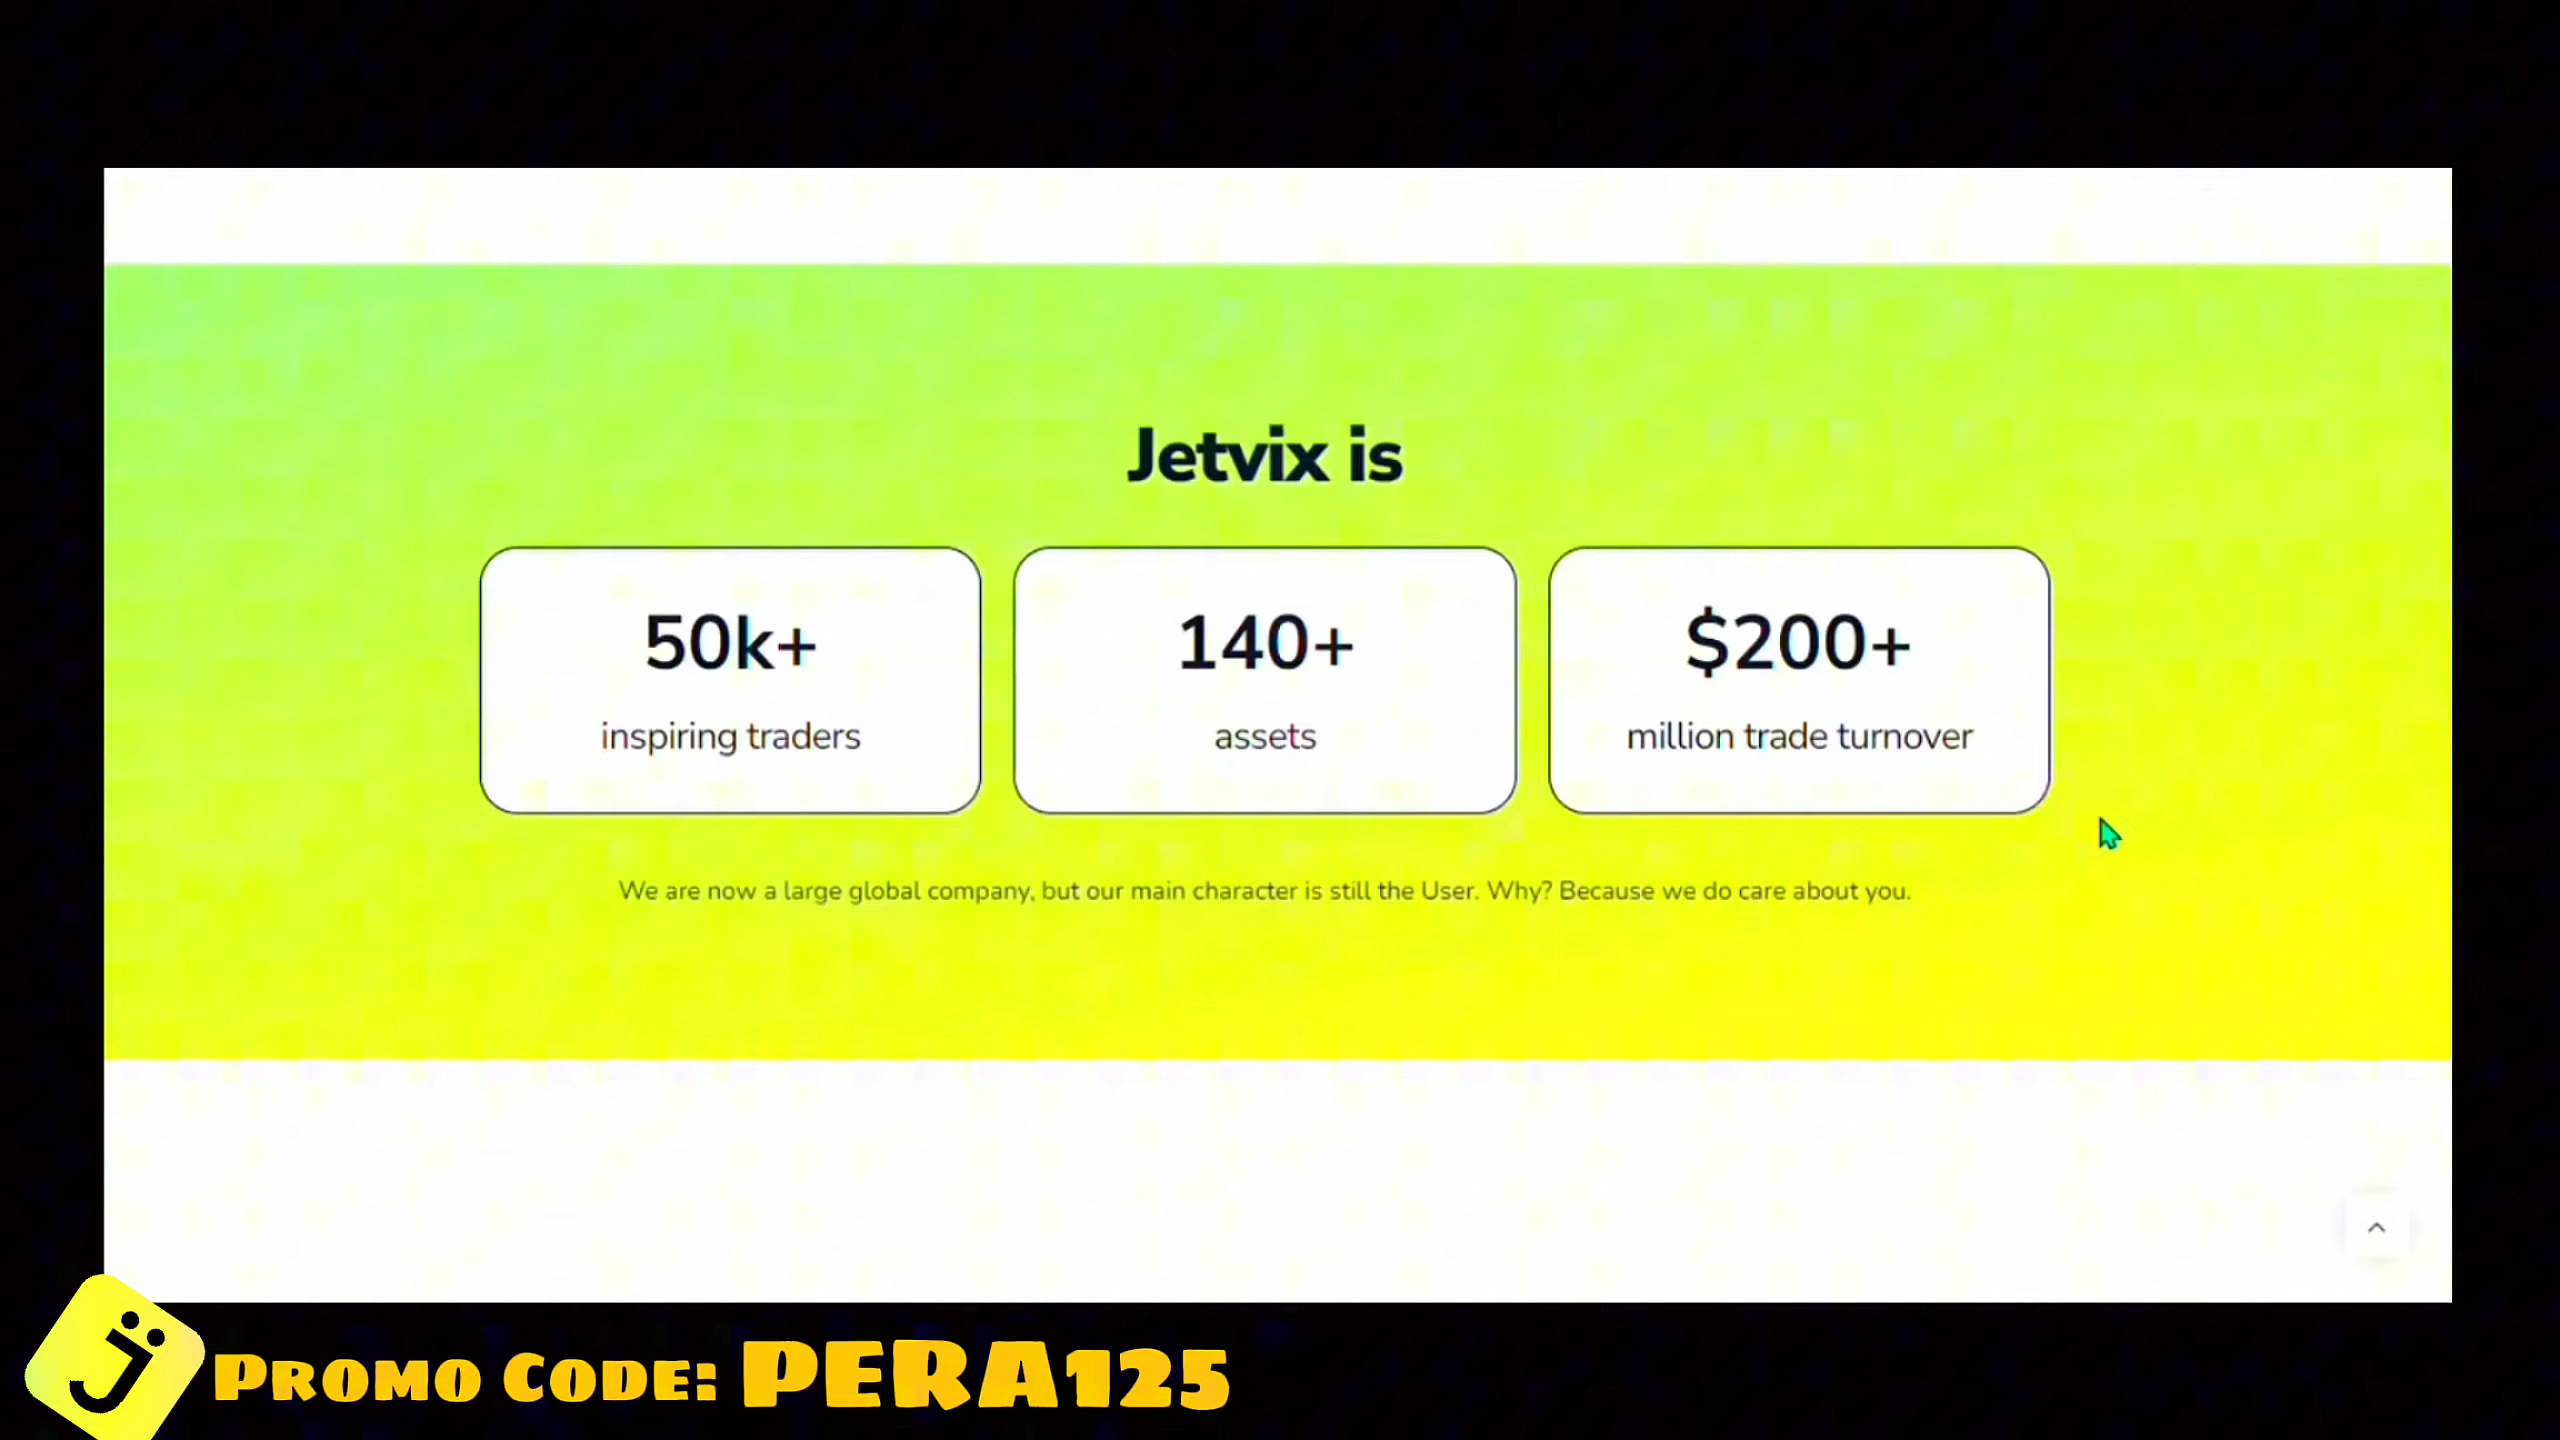 Jetvix is
50k+
inspiring traders
140+
assets
$200+
million trade turnover
We are now a large global company, but our main character is still the User. Why? Because we do care about you.
J
Promo Code: PERA125